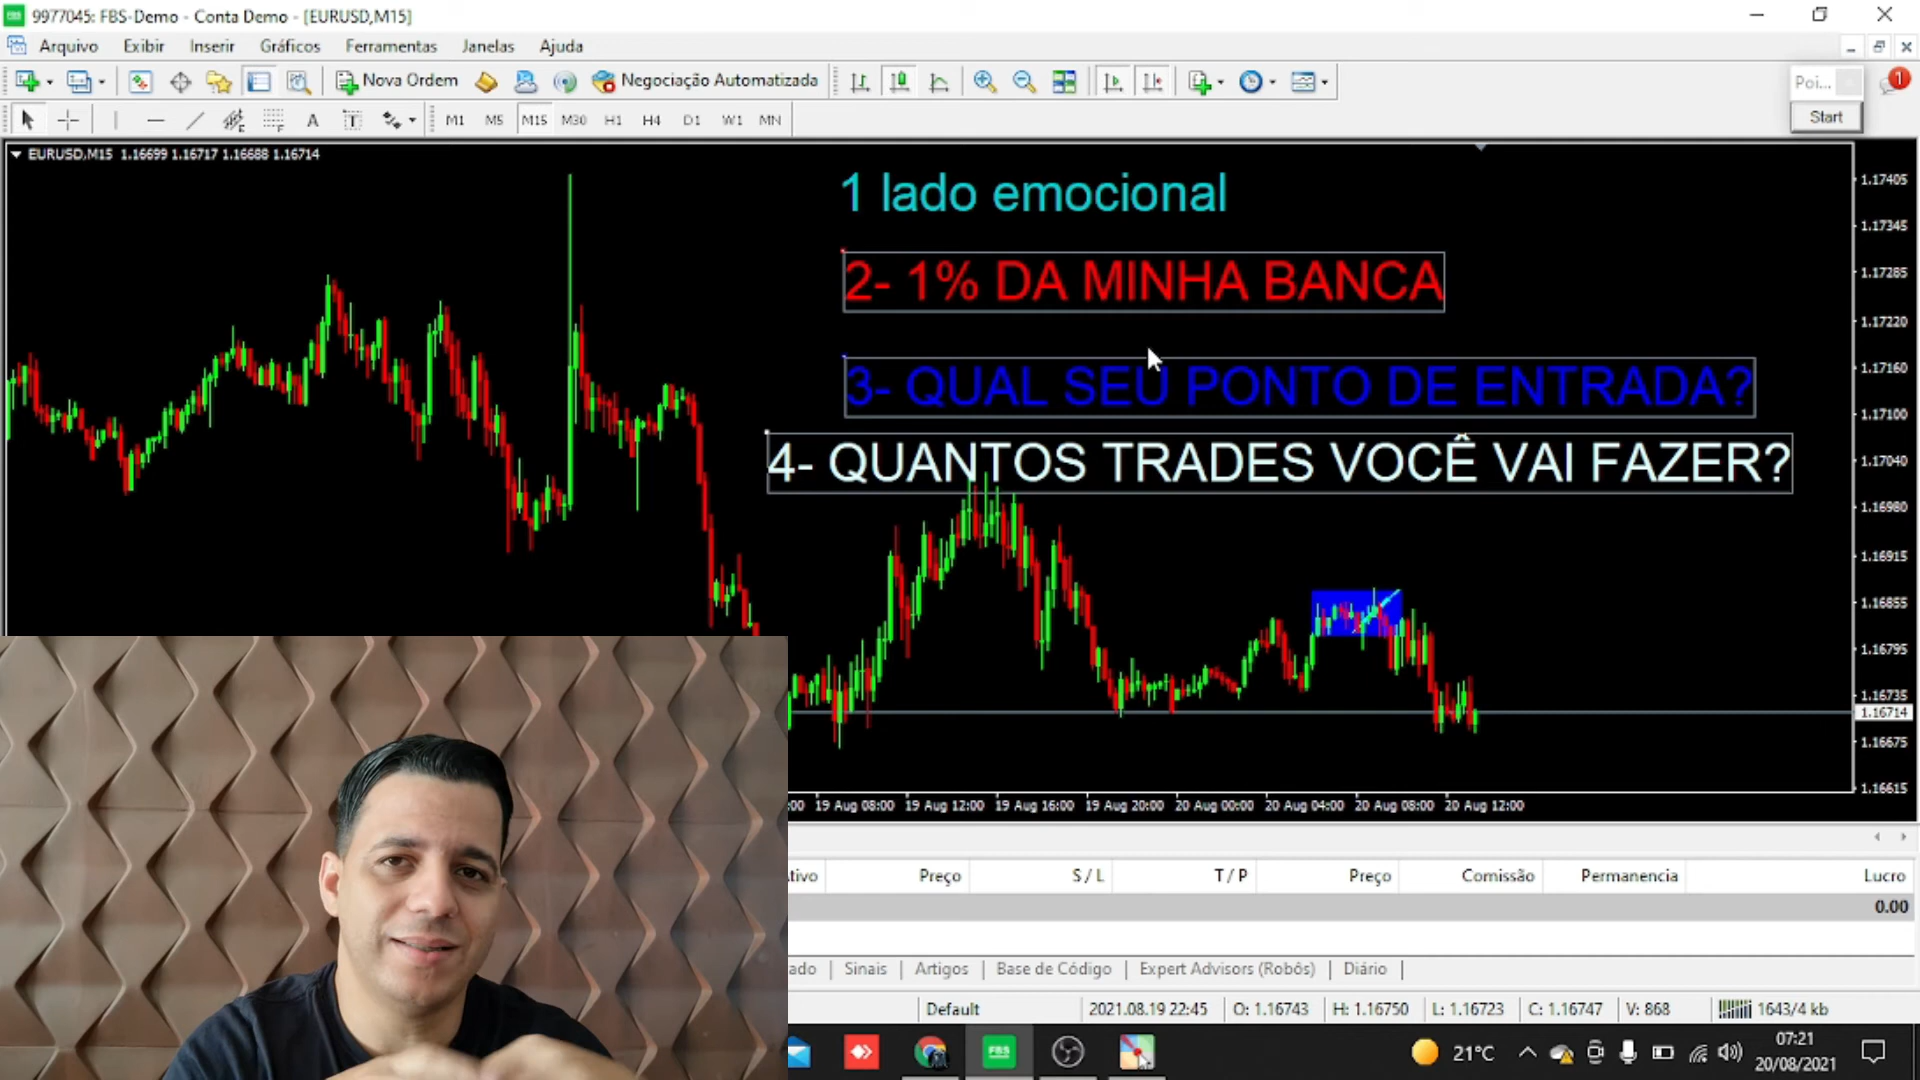 9977045: FBS-Demo - Conta Demo - [EURUSD,M15]
Arquivo Exibir Inserir Gráficos Ferramentas Janelas Ajuda
Nova Ordem Negociação Automatizada
Poi...
1
Start
M1 M5 M15 M30 H1 H4 D1 W1 MN
EURUSD,M15 1.16699 1.16717 1.16688 1.16714
1 lado emocional
2- 1% DA MINHA BANCA
3- QUAL SEU PONTO DE ENTRADA?
4- QUANTOS TRADES VOCÊ VAI FAZER?
1.17405
1.17345
1.17285
1.17220
1.17160
1.17100
1.17040
1.16980
1.16915
1.16855
1.16795
1.16735
1.16714
1.16675
1.16615
:00 19 Aug 08:00 19 Aug 12:00 19 Aug 16:00 19 Aug 20:00 20 Aug 00:00 20 Aug 04:00 20 Aug 08:00 20 Aug 12:00
tivo Preço S / L T / P Preço Comissão Permanencia Lucro
0.00
ado Sinais Artigos Base de Código Expert Advisors (Robôs) Diário
Default 2021.08.19 22:45 O: 1.16743 H: 1.16750 L: 1.16723 C: 1.16747 V: 868 1643/4 kb
FBS
21°C
07:21
20/08/2021